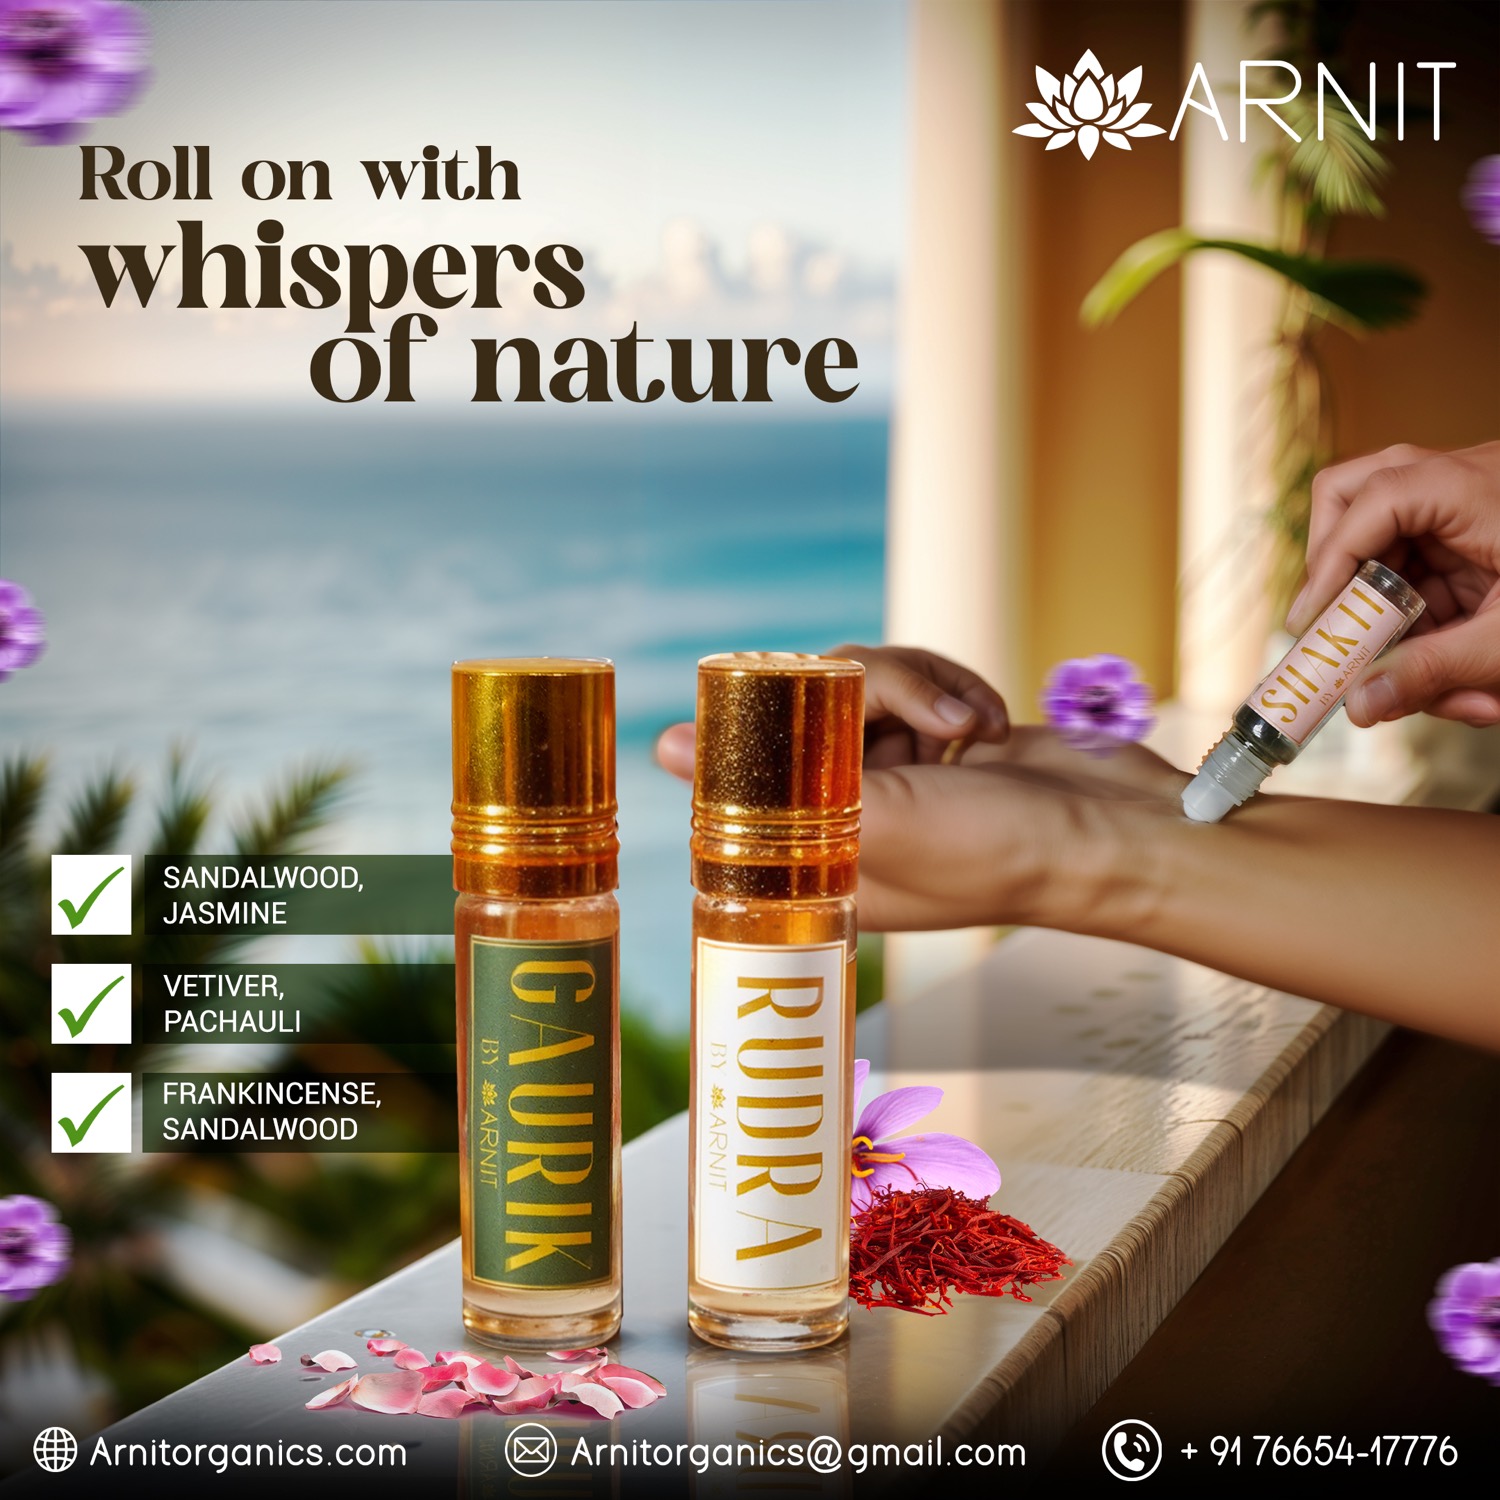 ARNIT
Roll on with
whispers
of nature
SHAKTI
BY ARNIT
SANDALWOOD,
JASMINE
VETIVER,
PACHAULI
FRANKINCENSE,
SANDALWOOD
GAURIK
BY ARNIT
RUDRA
BY ARNIT
Arnitorganics.com
Arnitorganics@gmail.com
+ 91 76654-17776